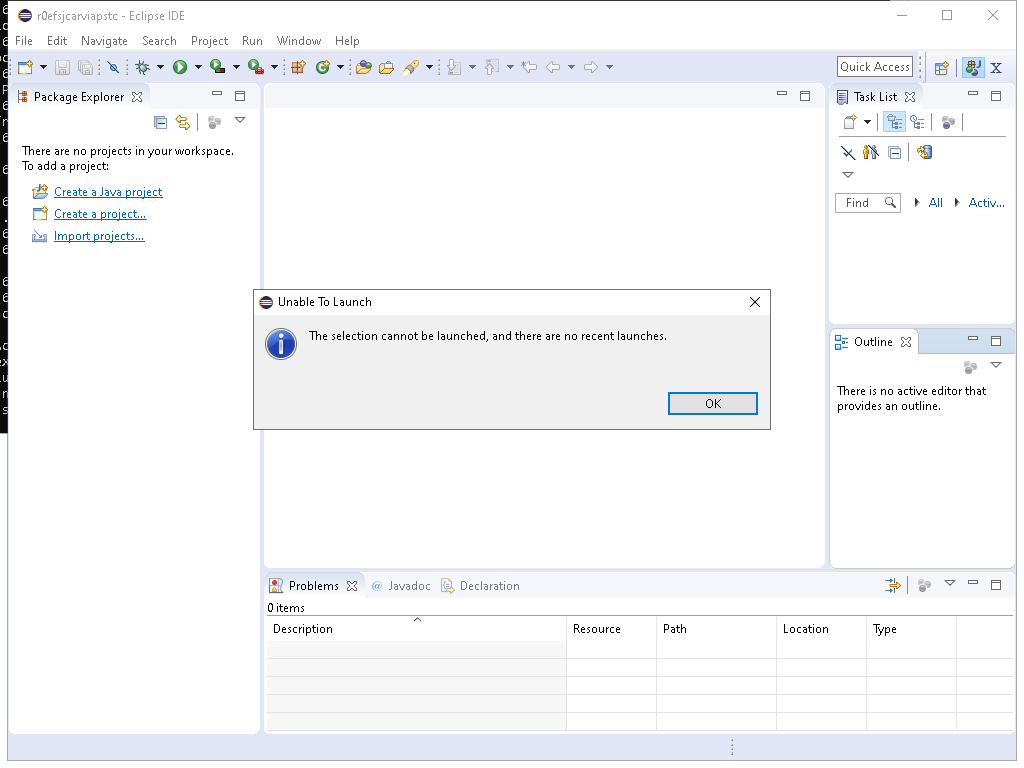 r0efsjcarviapstc - Eclipse IDE
File Edit Navigate Search Project Run Window Help
Quick Access
Package Explorer
Task List
There are no projects in your workspace.
To add a project:
Create a Java project
Create a project...
Import projects...
Find All Activ...
Unable To Launch
The selection cannot be launched, and there are no recent launches.
OK
Outline
There is no active editor that
provides an outline.
Problems @ Javadoc Declaration
0 items
Description Resource Path Location Type